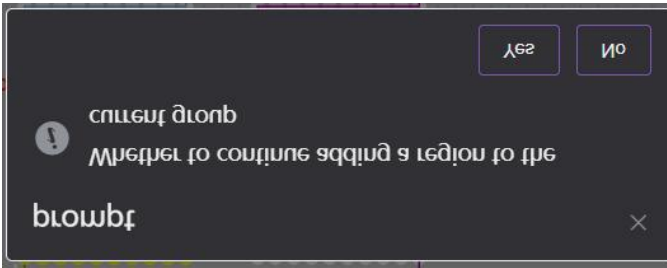 prompt
Whether to continue adding a region to the
current group
Yes
No